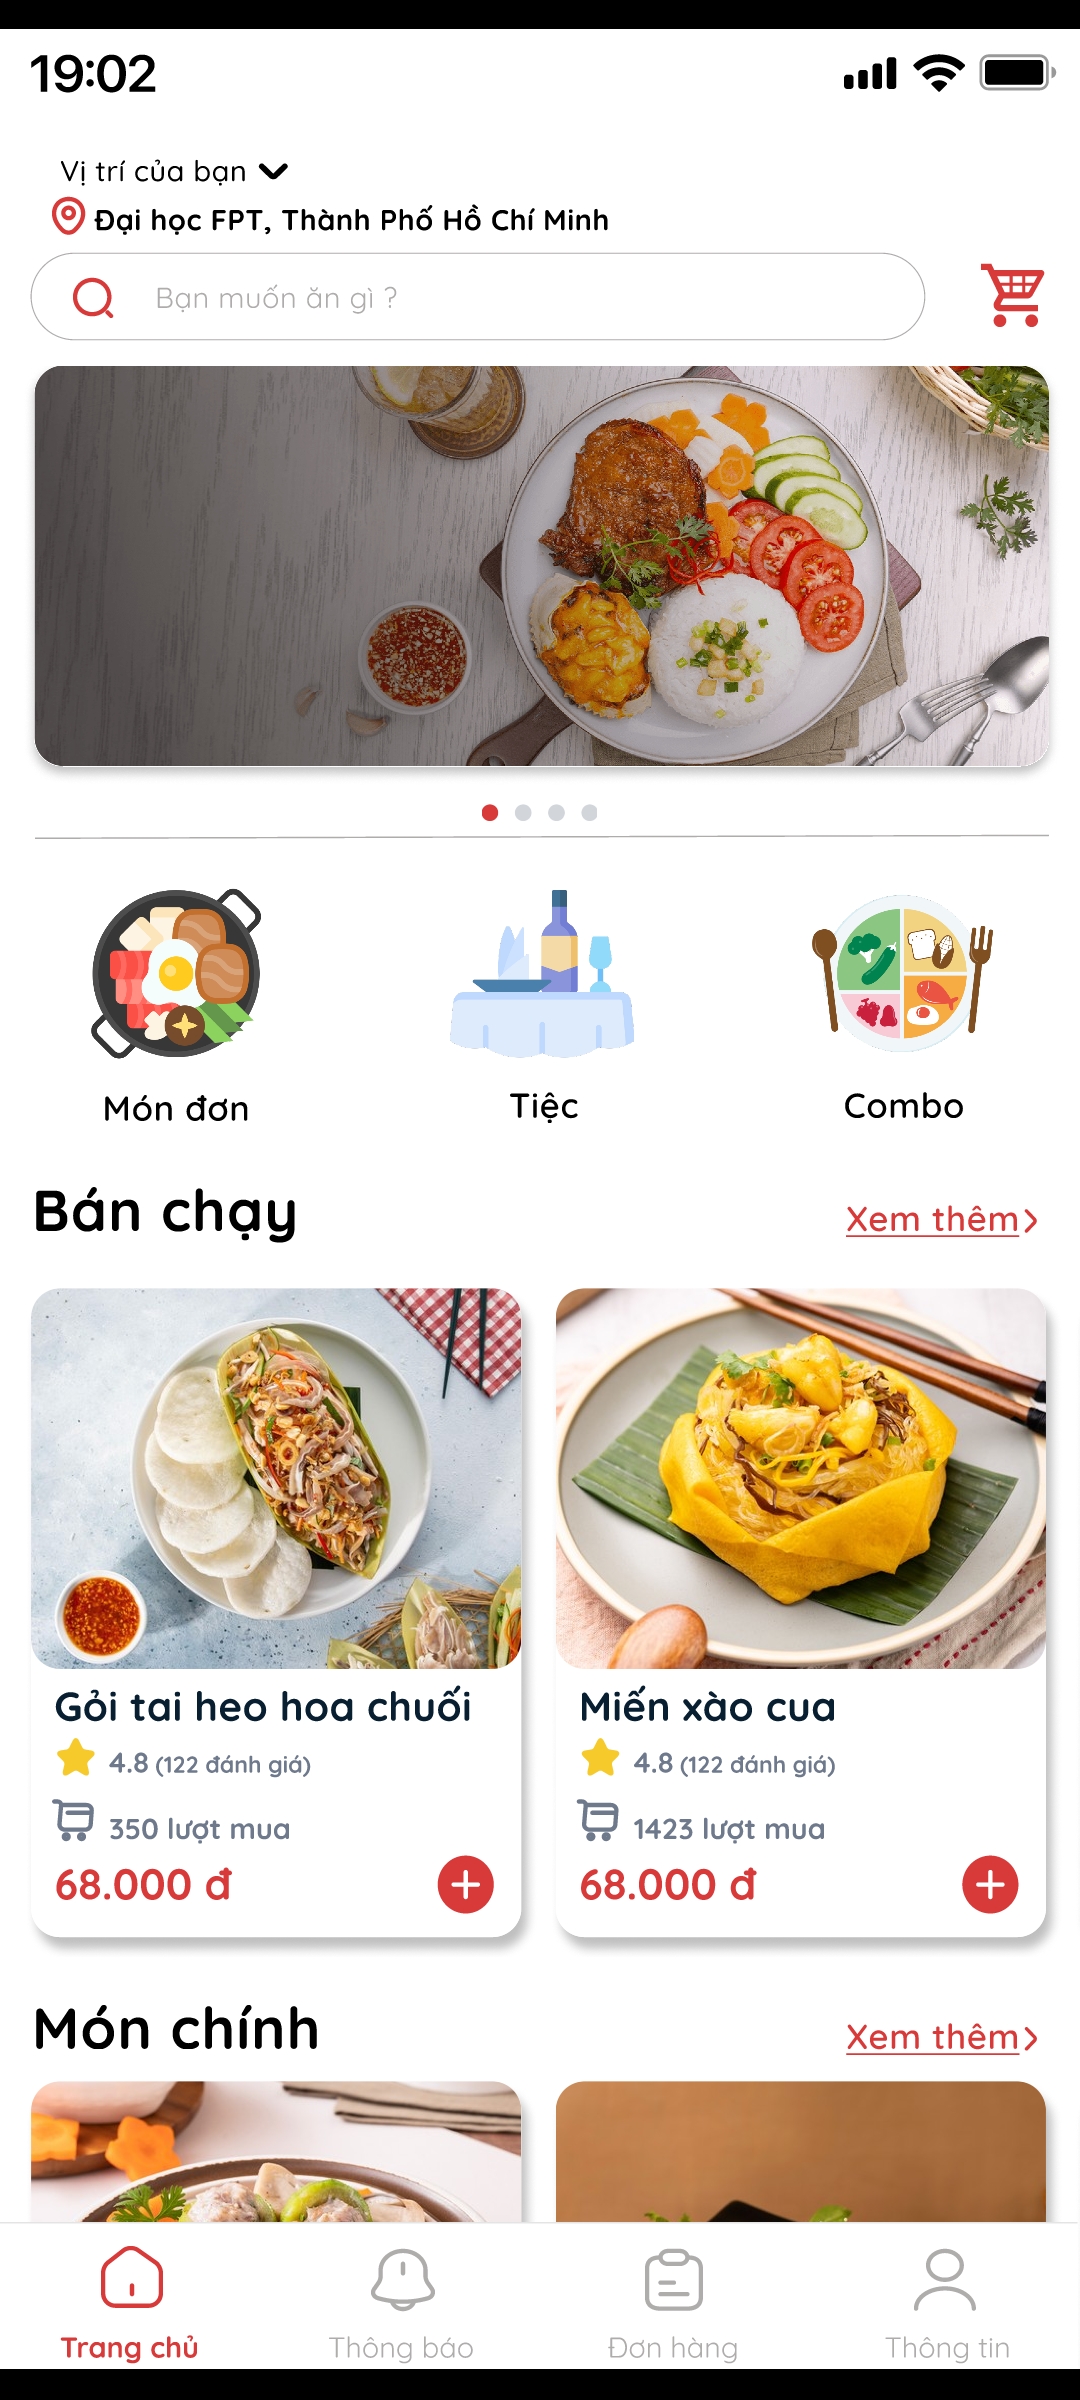 19:02
Vị trí của bạn
Đại học FPT, Thành Phố Hồ Chí Minh
Bạn muốn ăn gì ?
Món đơn
Tiệc
Combo
Bán chạy
Xem thêm
Gỏi tai heo hoa chuối
4.8 (122 đánh giá)
350 lượt mua
68.000 đ
Miến xào cua
4.8 (122 đánh giá)
1423 lượt mua
68.000 đ
Món chính
Xem thêm
Trang chủ
Thông báo
Đơn hàng
Thông tin